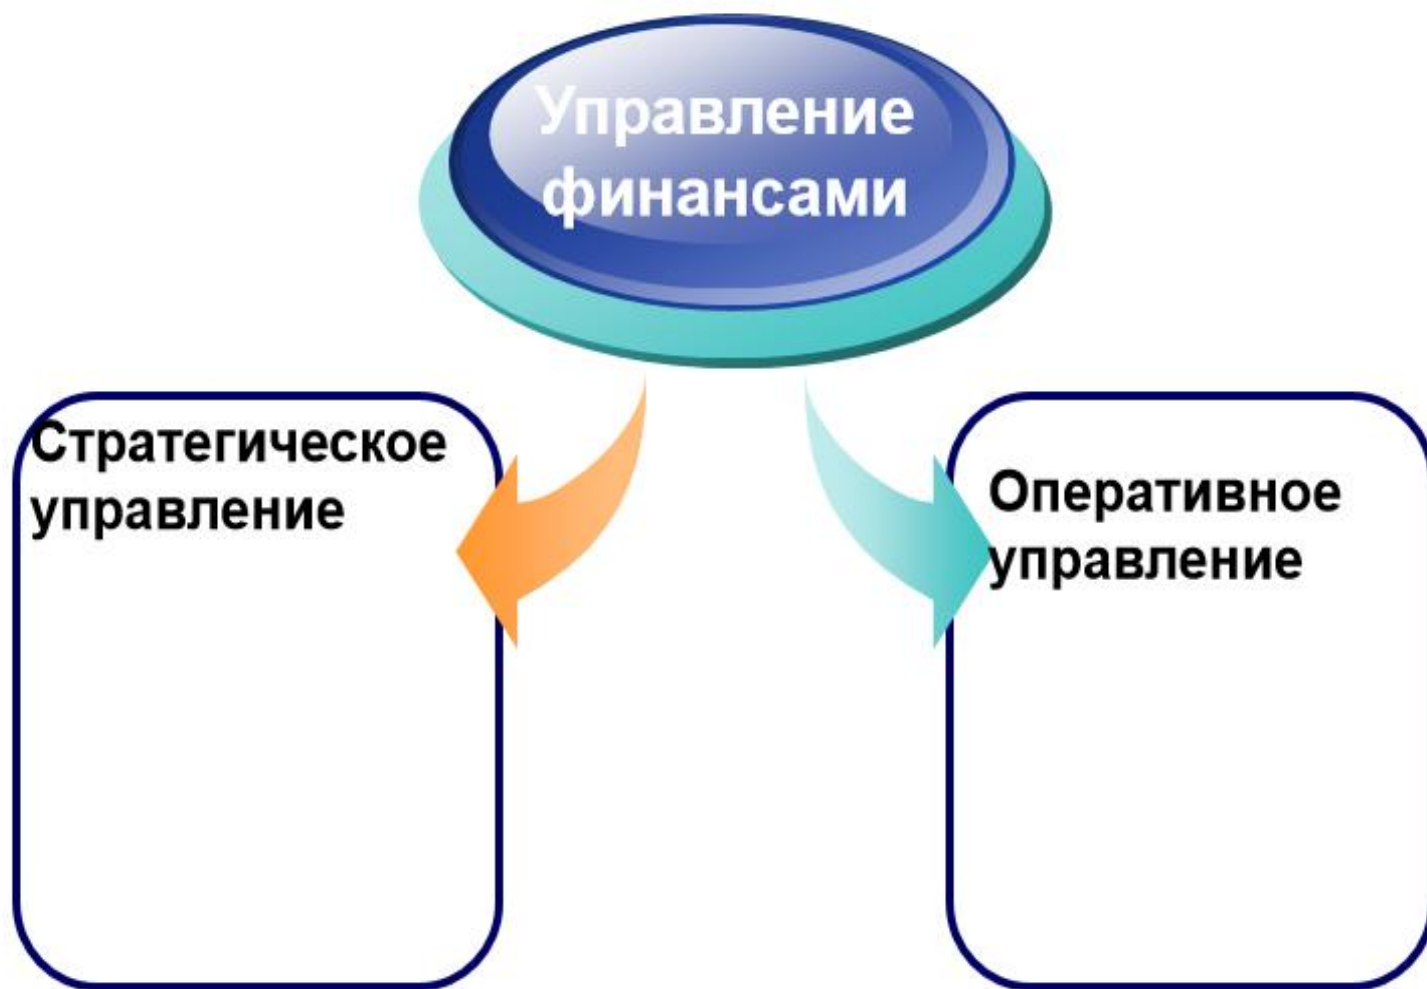 Управление
финансами
Стратегическое
управление
Оперативное
управление